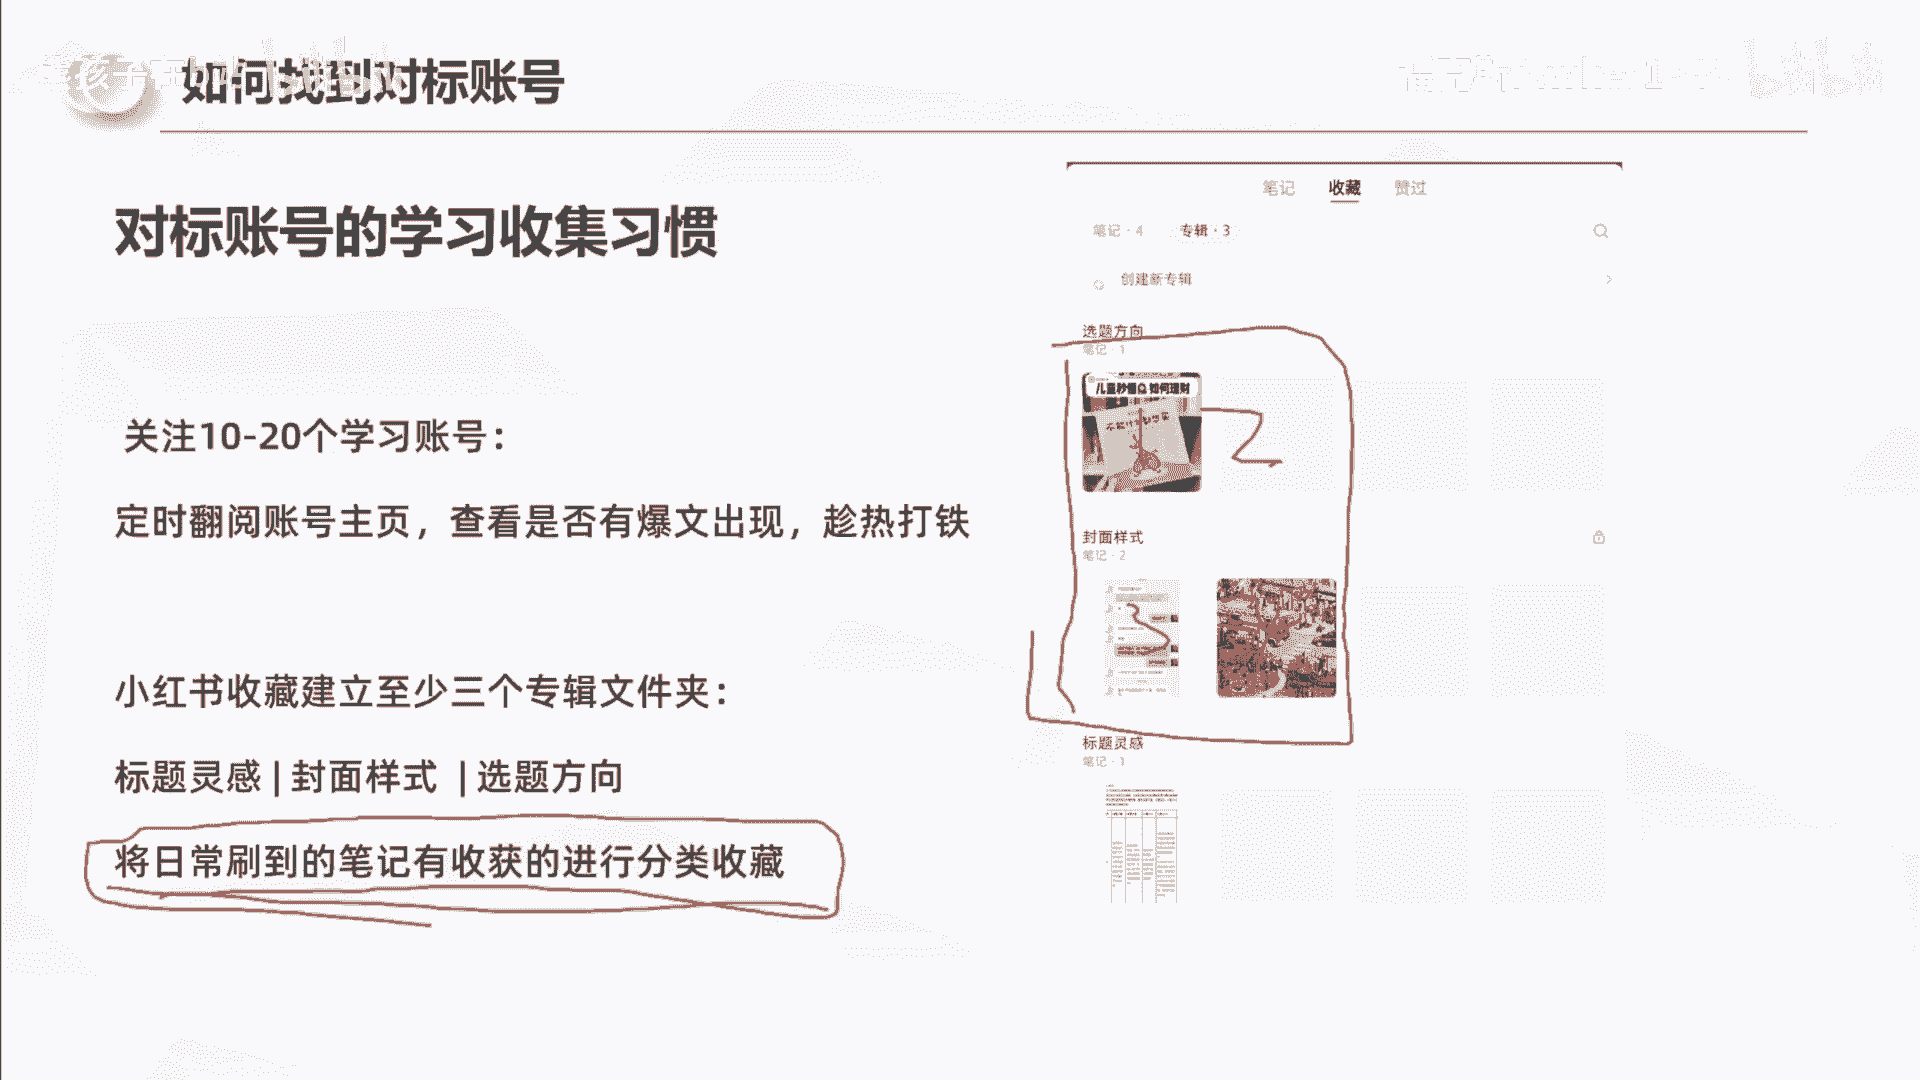 如何找到对标账号
对标账号的学习收集习惯
关注10-20个学习账号：
定时翻阅账号主页，查看是否有爆文出现，趁热打铁
小红书收藏建立至少三个专辑文件夹：
标题灵感 | 封面样式 | 选题方向
将日常刷到的笔记有收获的进行分类收藏
笔记 收藏 赞过
笔记·4 专辑·3
创建新专辑
选题方向
笔记·1
儿童秒懂 如何理财
封面样式
笔记·2
标题灵感
笔记·1